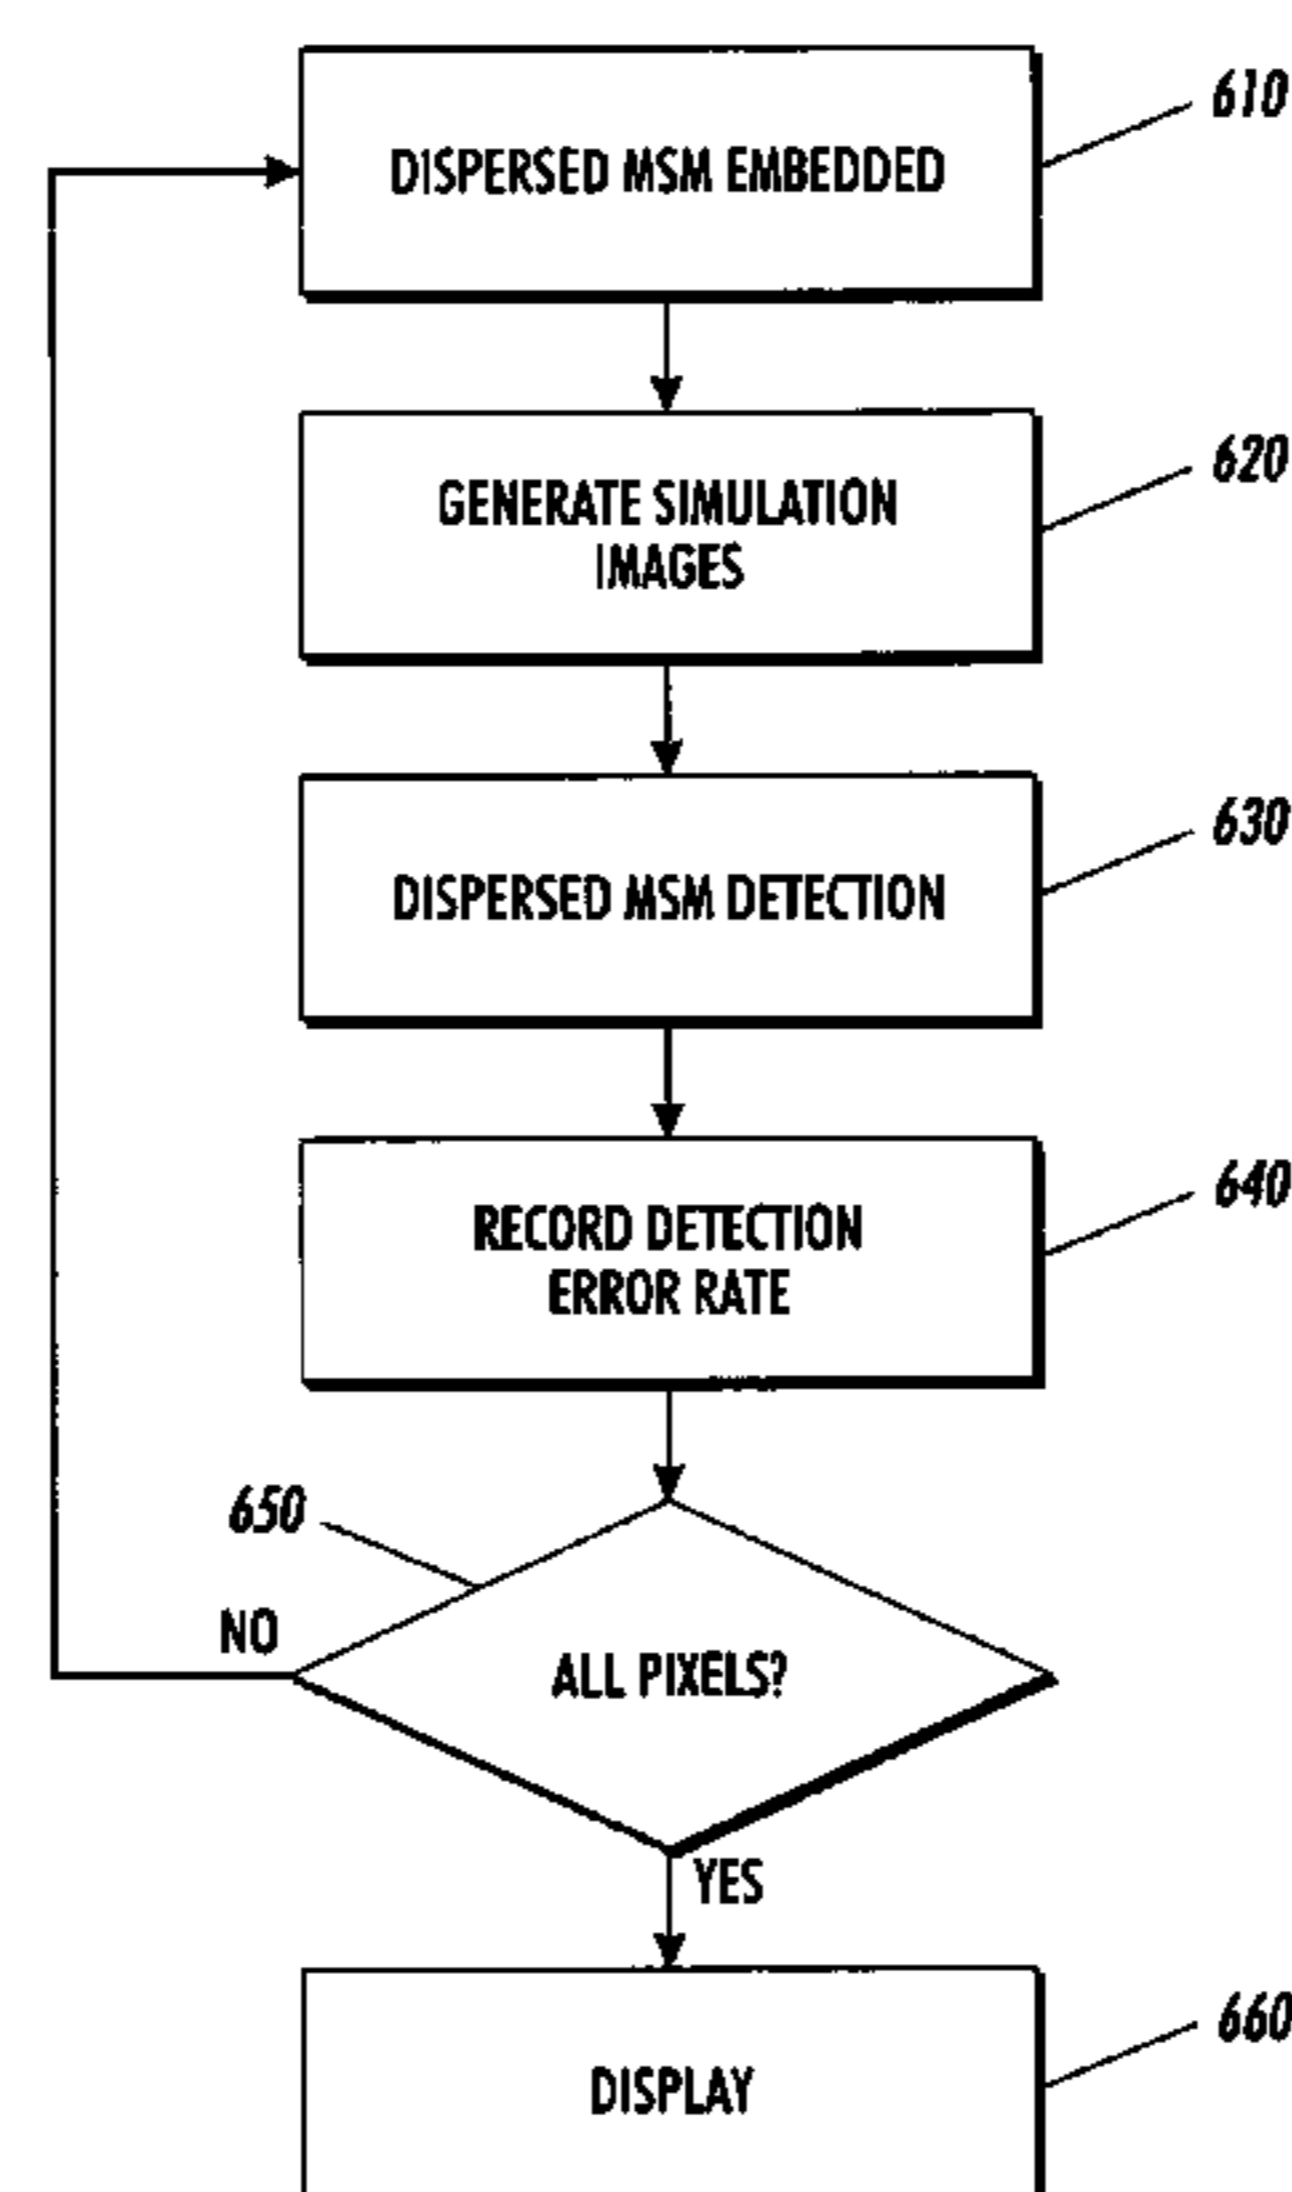 DISPERSED MSM EMBEDDED
610
GENERATE SIMULATION
IMAGES
620
DISPERSED MSM DETECTION
630
RECORD DETECTION
ERROR RATE
640
650
NO
ALL PIXELS?
YES
DISPLAY
660